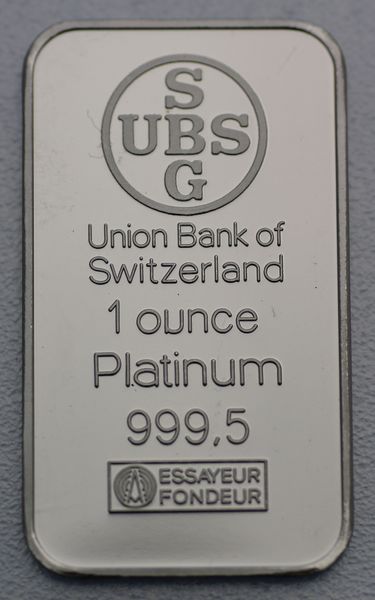 S
UBS
G
Union Bank of
Switzerland
1 ounce
Platinum
999,5
ESSAYEUR
FONDEUR